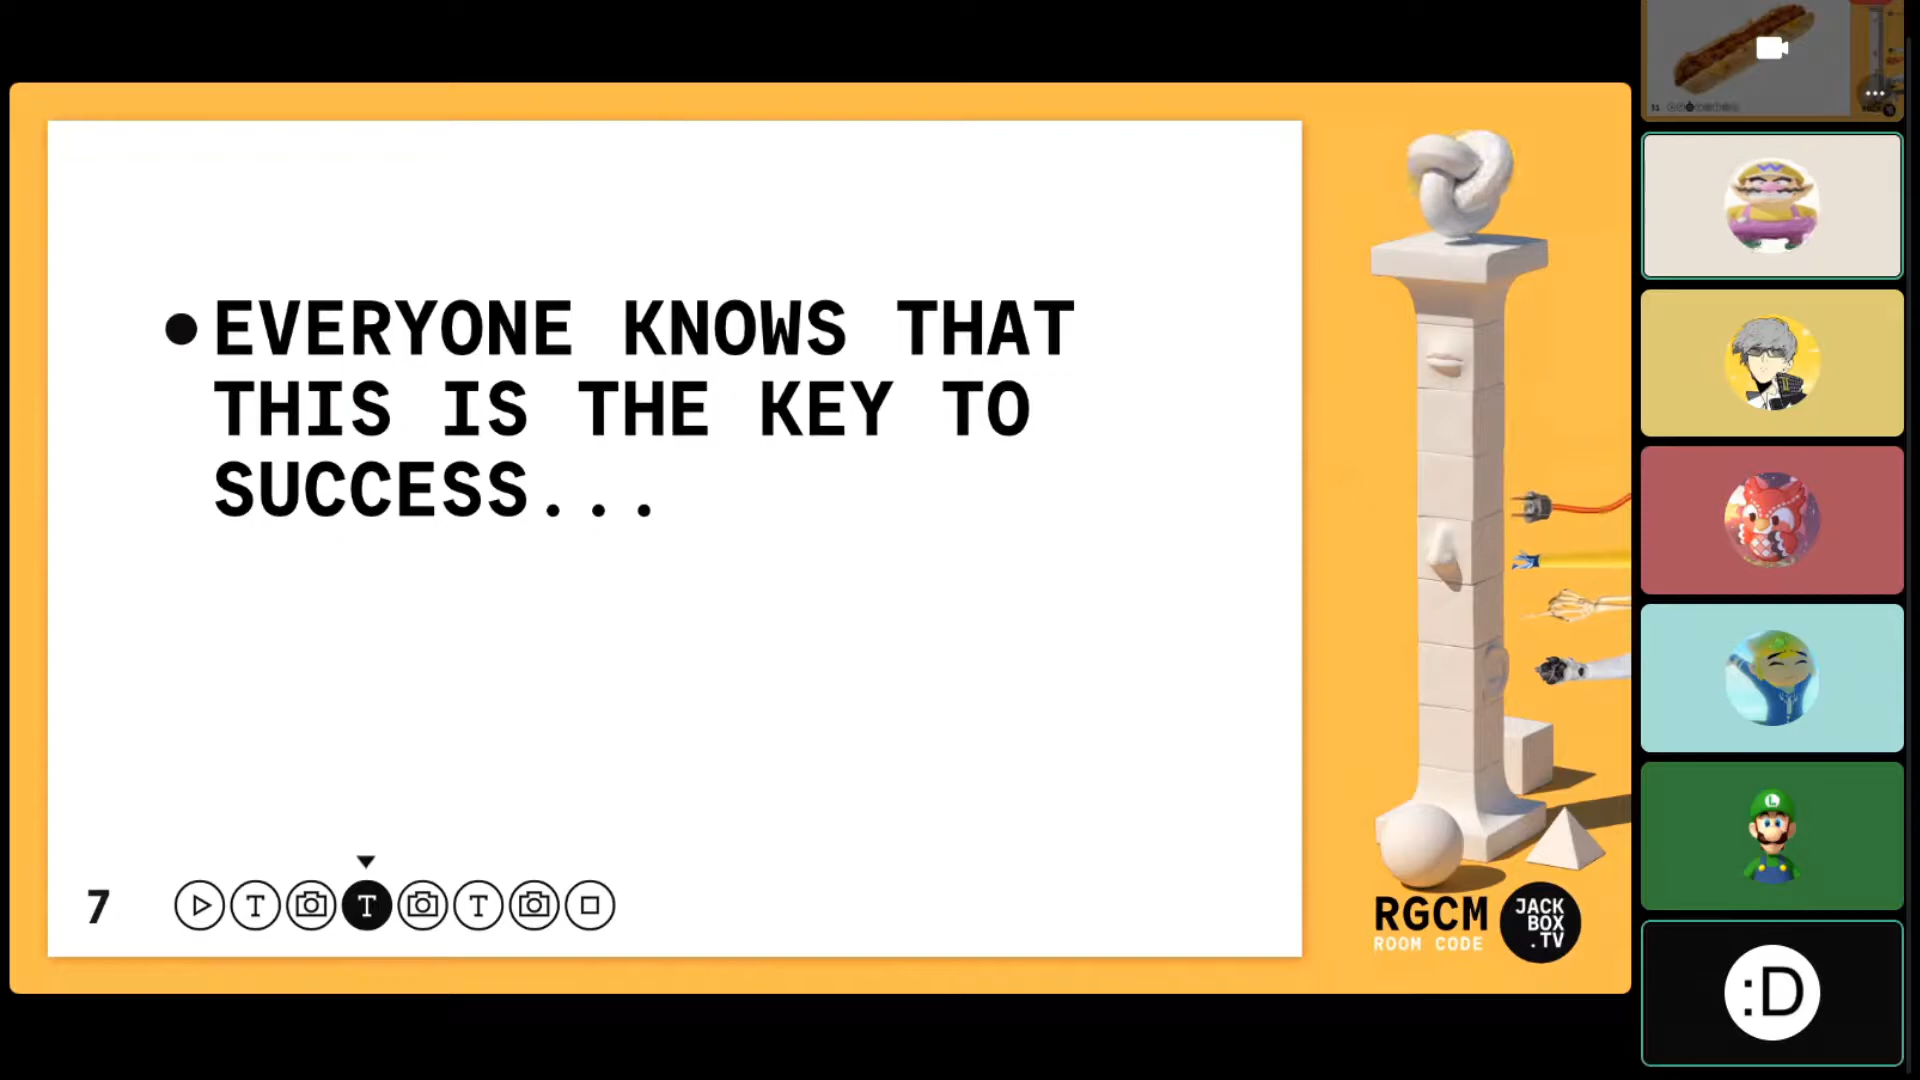 ● EVERYONE KNOWS THAT
THIS IS THE KEY TO
SUCCESS...
7
T
T
T
RGCM
ROOM CODE
JACK
BOX
.TV
L
:D